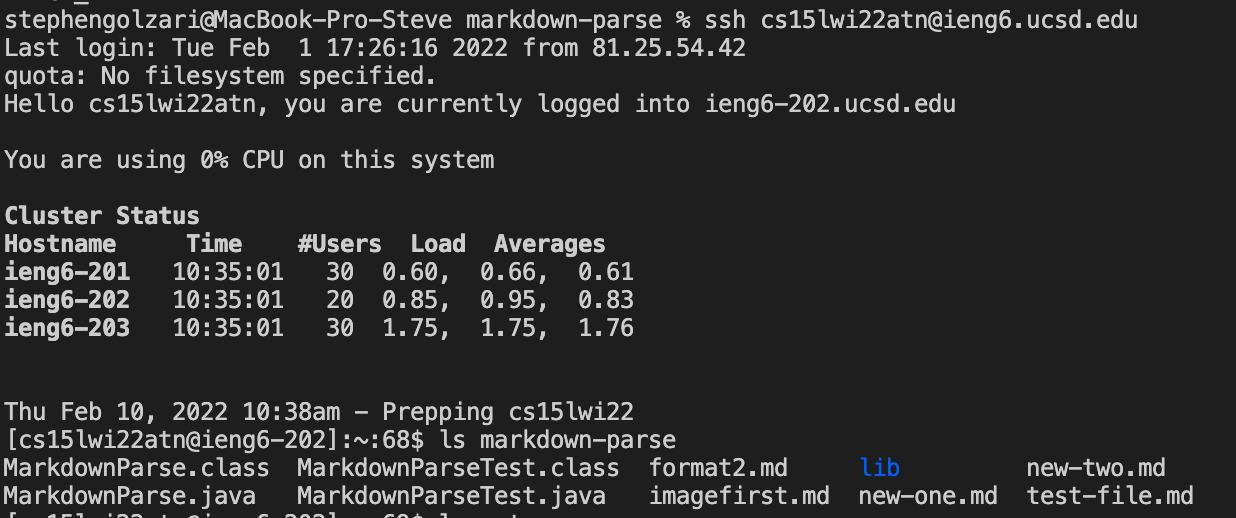 stephengolzari@MacBook-Pro-Steve markdown-parse % ssh cs15lwi22atn@ieng6.ucsd.edu
Last login: Tue Feb  1 17:26:16 2022 from 81.25.54.42
quota: No filesystem specified.
Hello cs15lwi22atn, you are currently logged into ieng6-202.ucsd.edu
You are using 0% CPU on this system
Cluster Status
Hostname     Time    #Users  Load  Averages
ieng6-201   10:35:01   30  0.60,  0.66,  0.61
ieng6-202   10:35:01   20  0.85,  0.95,  0.83
ieng6-203   10:35:01   30  1.75,  1.75,  1.76
Thu Feb 10, 2022 10:38am - Prepping cs15lwi22
[cs15lwi22atn@ieng6-202]:~:68$ ls markdown-parse
MarkdownParse.class  MarkdownParseTest.class  format2.md     lib         new-two.md
MarkdownParse.java   MarkdownParseTest.java   imagefirst.md  new-one.md  test-file.md